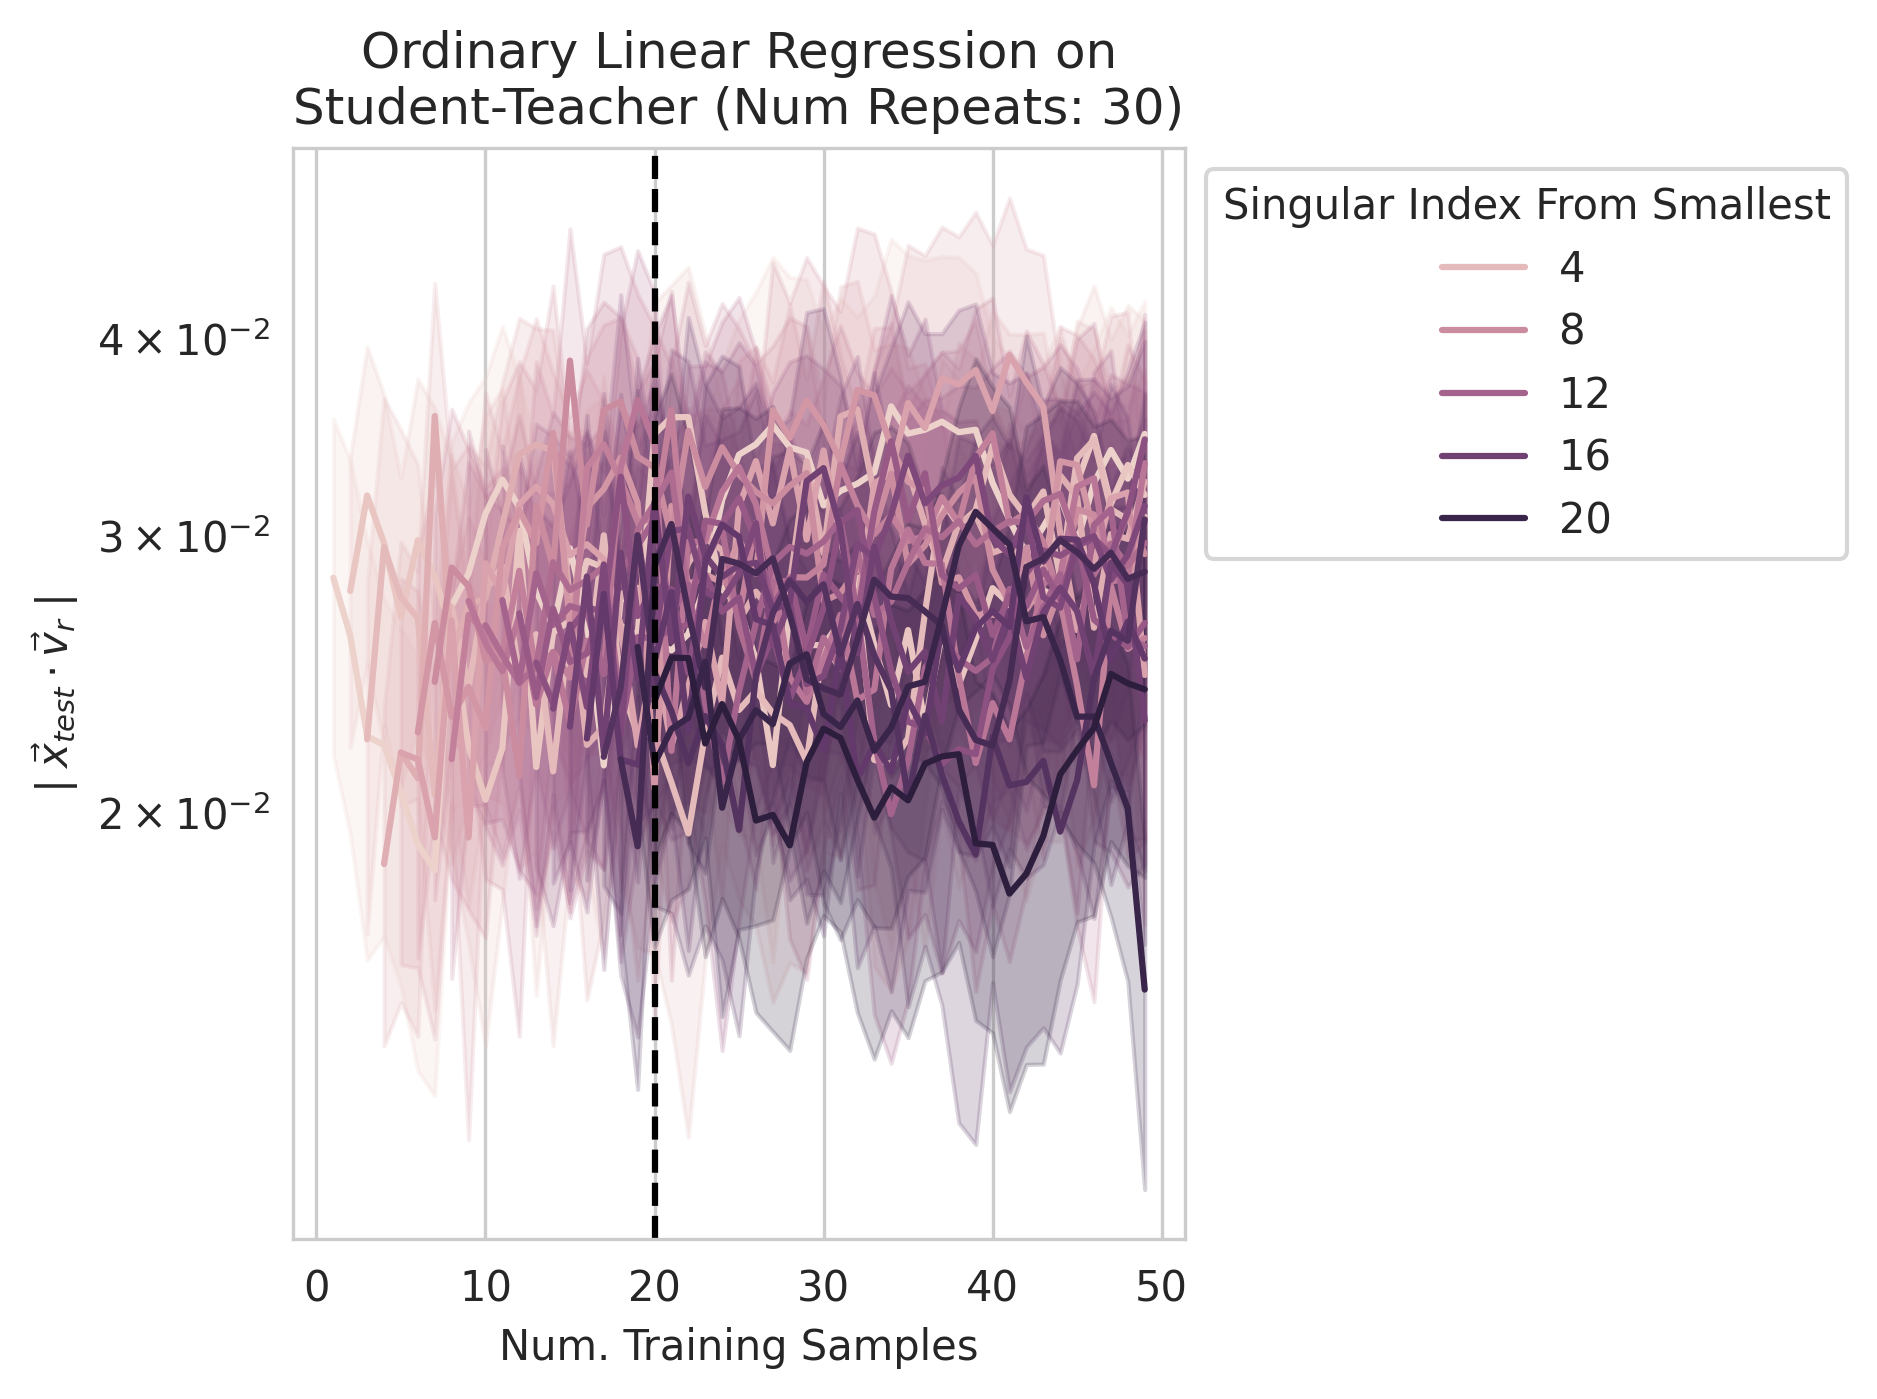 Ordinary Linear Regression on
Student-Teacher (Num Repeats: 30)
Singular Index From Smallest
4
8
12
16
20
4 × 10⁻²
3 × 10⁻²
2 × 10⁻²
| x⃗_test · v⃗_r |
0 10 20 30 40 50
Num. Training Samples